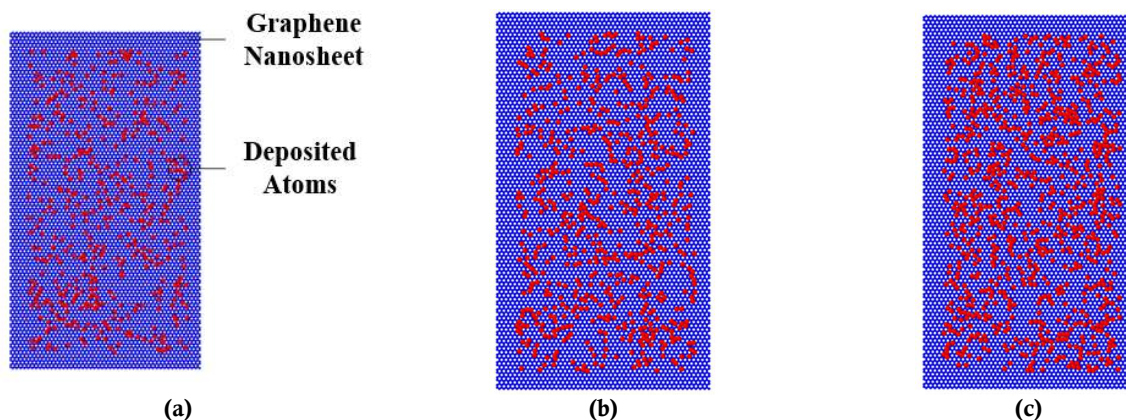 Graphene
Nanosheet
Deposited
Atoms
(a)
(b)
(c)